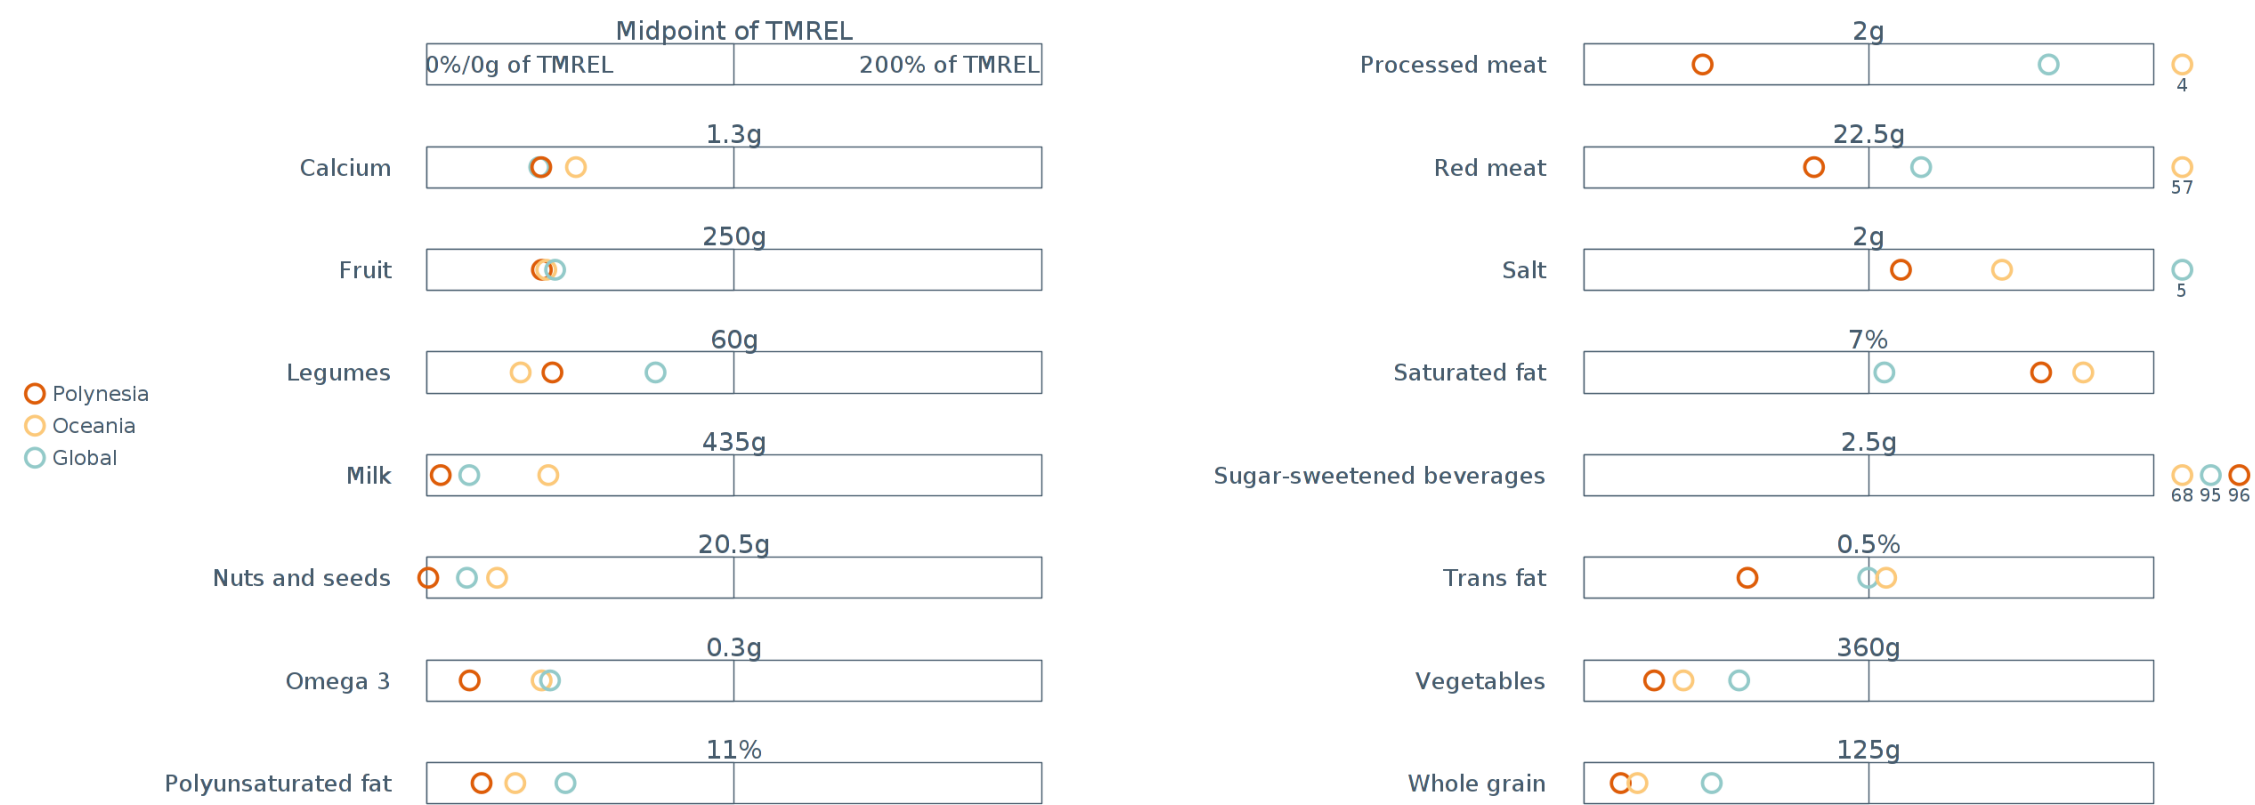 Midpoint of TMREL
0%/0g of TMREL 200% of TMREL
1.3g
Calcium
250g
Fruit
60g
Legumes
435g
Milk
20.5g
Nuts and seeds
0.3g
Omega 3
11%
Polyunsaturated fat
Polynesia
Oceania
Global
2g
Processed meat
4
22.5g
Red meat
57
2g
Salt
5
7%
Saturated fat
2.5g
Sugar-sweetened beverages
68 95 96
0.5%
Trans fat
360g
Vegetables
125g
Whole grain